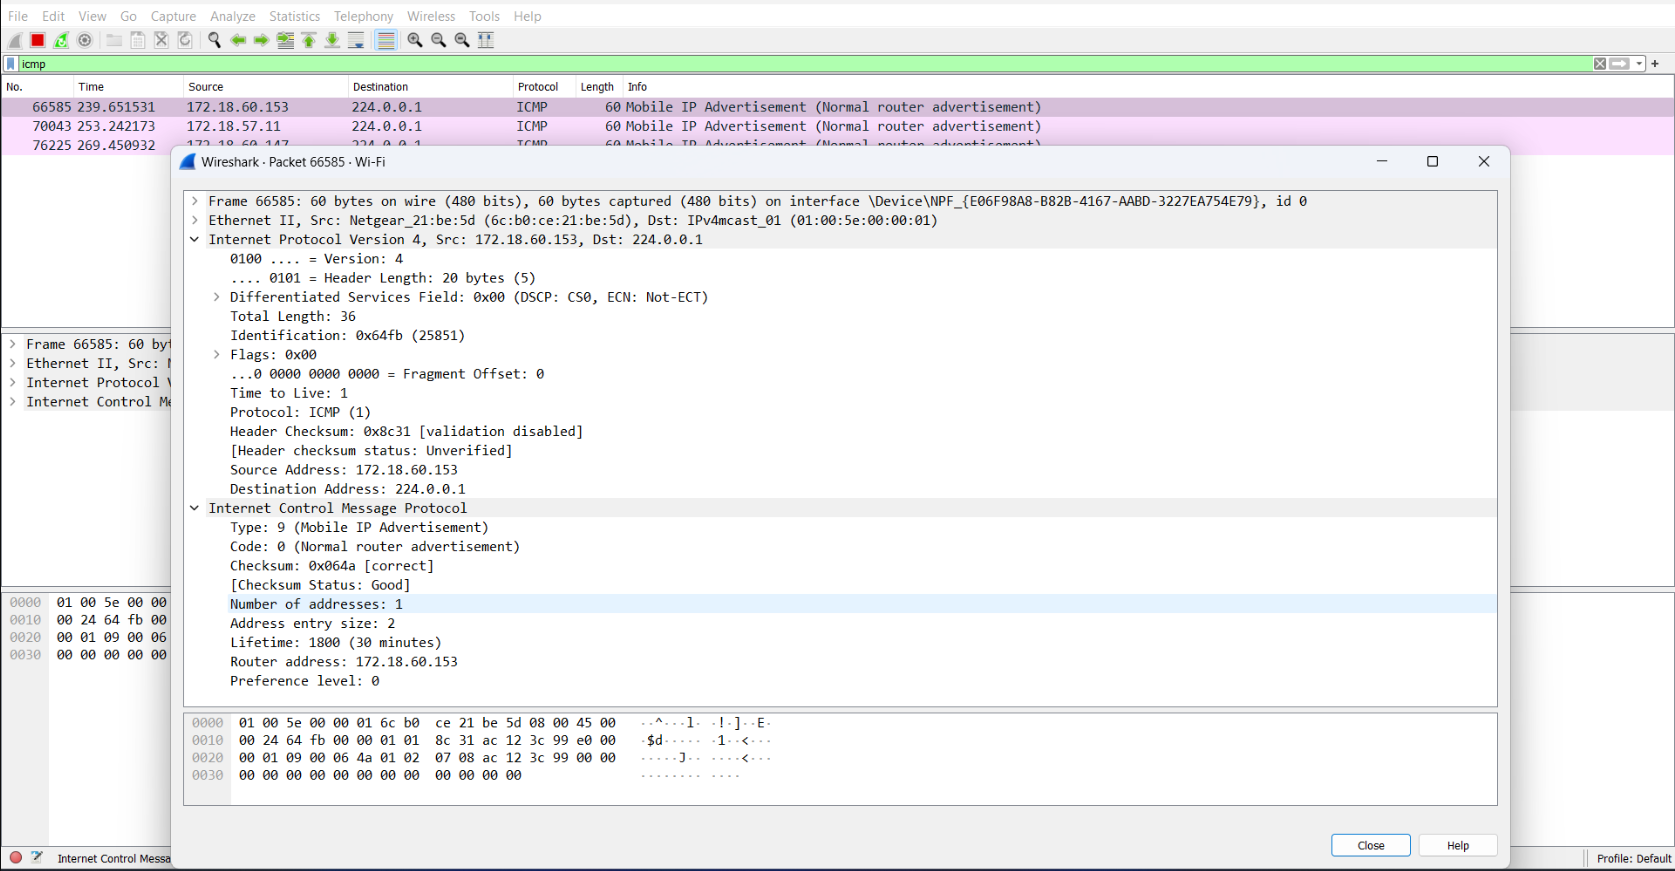 File Edit View Go Capture Analyze Statistics Telephony Wireless Tools Help
icmp
No. Time Source Destination Protocol Length Info
66585 239.651531 172.18.60.153 224.0.0.1 ICMP 60 Mobile IP Advertisement (Normal router advertisement)
70043 253.242173 172.18.57.11 224.0.0.1 ICMP 60 Mobile IP Advertisement (Normal router advertisement)
76225 269.450932 172.18.60.147 224.0.0.1 ICMP 60 Mobile IP Advertisement (Normal router advertisement)
Wireshark · Packet 66585 · Wi-Fi
Frame 66585: 60 bytes on wire (480 bits), 60 bytes captured (480 bits) on interface \Device\NPF_{E06F98A8-B82B-4167-AABD-3227EA754E79}, id 0
Ethernet II, Src: Netgear_21:be:5d (6c:b0:ce:21:be:5d), Dst: IPv4mcast_01 (01:00:5e:00:00:01)
Internet Protocol Version 4, Src: 172.18.60.153, Dst: 224.0.0.1
0100 .... = Version: 4
.... 0101 = Header Length: 20 bytes (5)
Differentiated Services Field: 0x00 (DSCP: CS0, ECN: Not-ECT)
Total Length: 36
Identification: 0x64fb (25851)
Flags: 0x00
...0 0000 0000 0000 = Fragment Offset: 0
Time to Live: 1
Protocol: ICMP (1)
Header Checksum: 0x8c31 [validation disabled]
[Header checksum status: Unverified]
Source Address: 172.18.60.153
Destination Address: 224.0.0.1
Internet Control Message Protocol
Type: 9 (Mobile IP Advertisement)
Code: 0 (Normal router advertisement)
Checksum: 0x064a [correct]
[Checksum Status: Good]
Number of addresses: 1
Address entry size: 2
Lifetime: 1800 (30 minutes)
Router address: 172.18.60.153
Preference level: 0
0000 01 00 5e 00 00 01 6c b0 ce 21 be 5d 08 00 45 00 ··^···l· ·!·]··E·
0010 00 24 64 fb 00 00 01 01 8c 31 ac 12 3c 99 e0 00 ·$d····· ·1··<···
0020 00 01 09 00 06 4a 01 02 07 08 ac 12 3c 99 00 00 ·····J·· ····<···
0030 00 00 00 00 00 00 00 00 00 00 00 00 ········ ····
Close Help
Frame 66585: 60 byt
Ethernet II, Src:
Internet Protocol
Internet Control Me
0000 01 00 5e 00 00
0010 00 24 64 fb 00
0020 00 01 09 00 06
0030 00 00 00 00 00
Internet Control Messa
Profile: Default